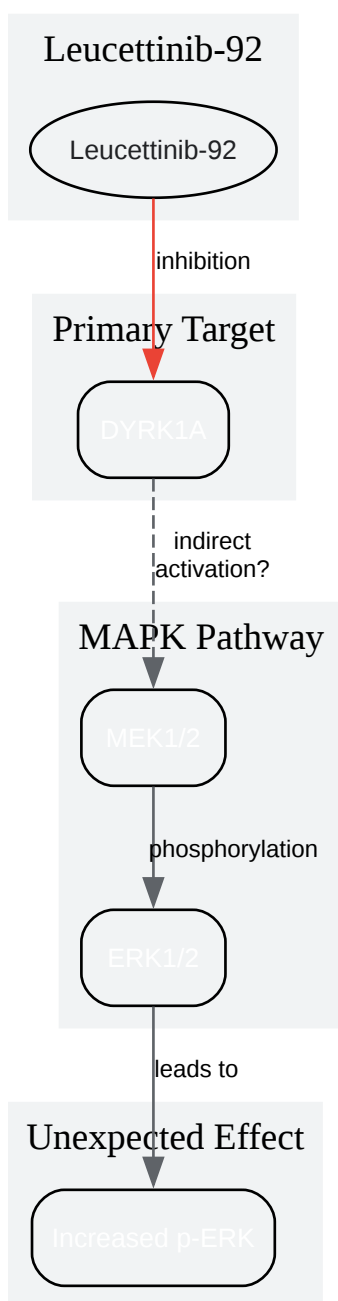 Leucettinib-92
Leucettinib-92
inhibition
Primary Target
DYRK1A
indirect
activation?
MAPK Pathway
MEK1/2
phosphorylation
ERK1/2
leads to
Unexpected Effect
Increased p-ERK